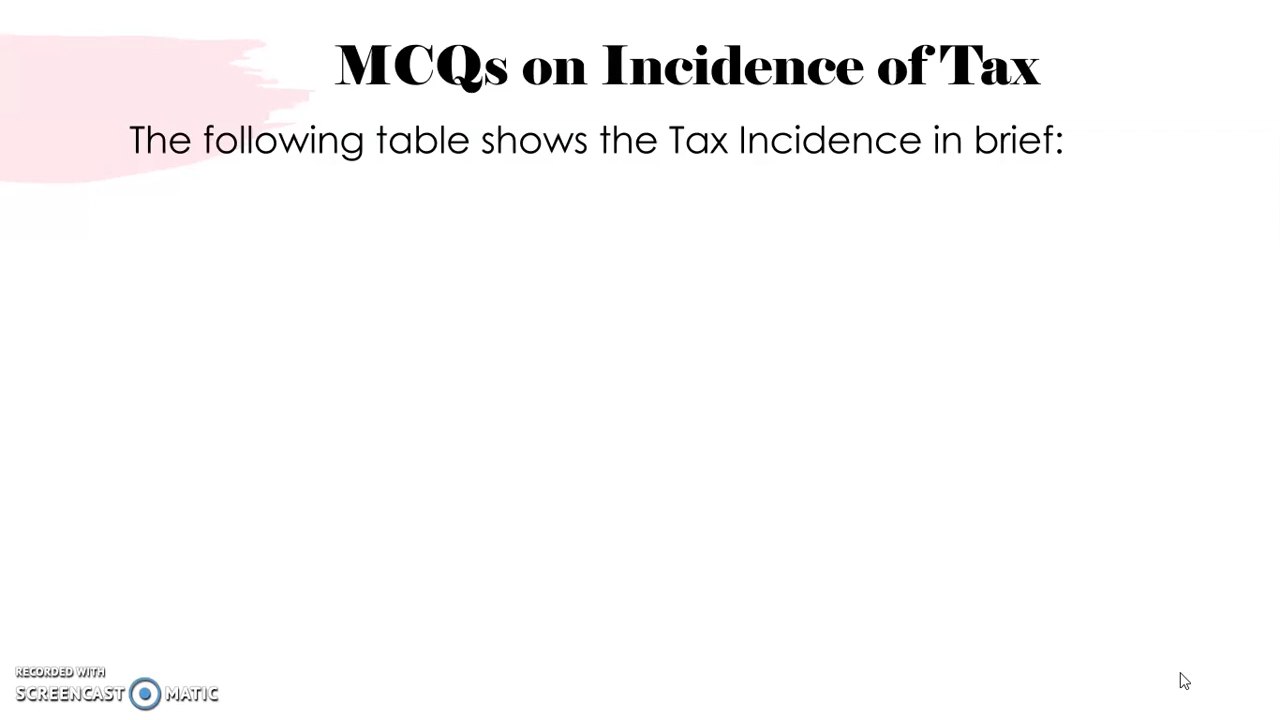 MCQs on Incidence of Tax
The following table shows the Tax Incidence in brief:
RECORDED WITH
SCREENCAST MATIC